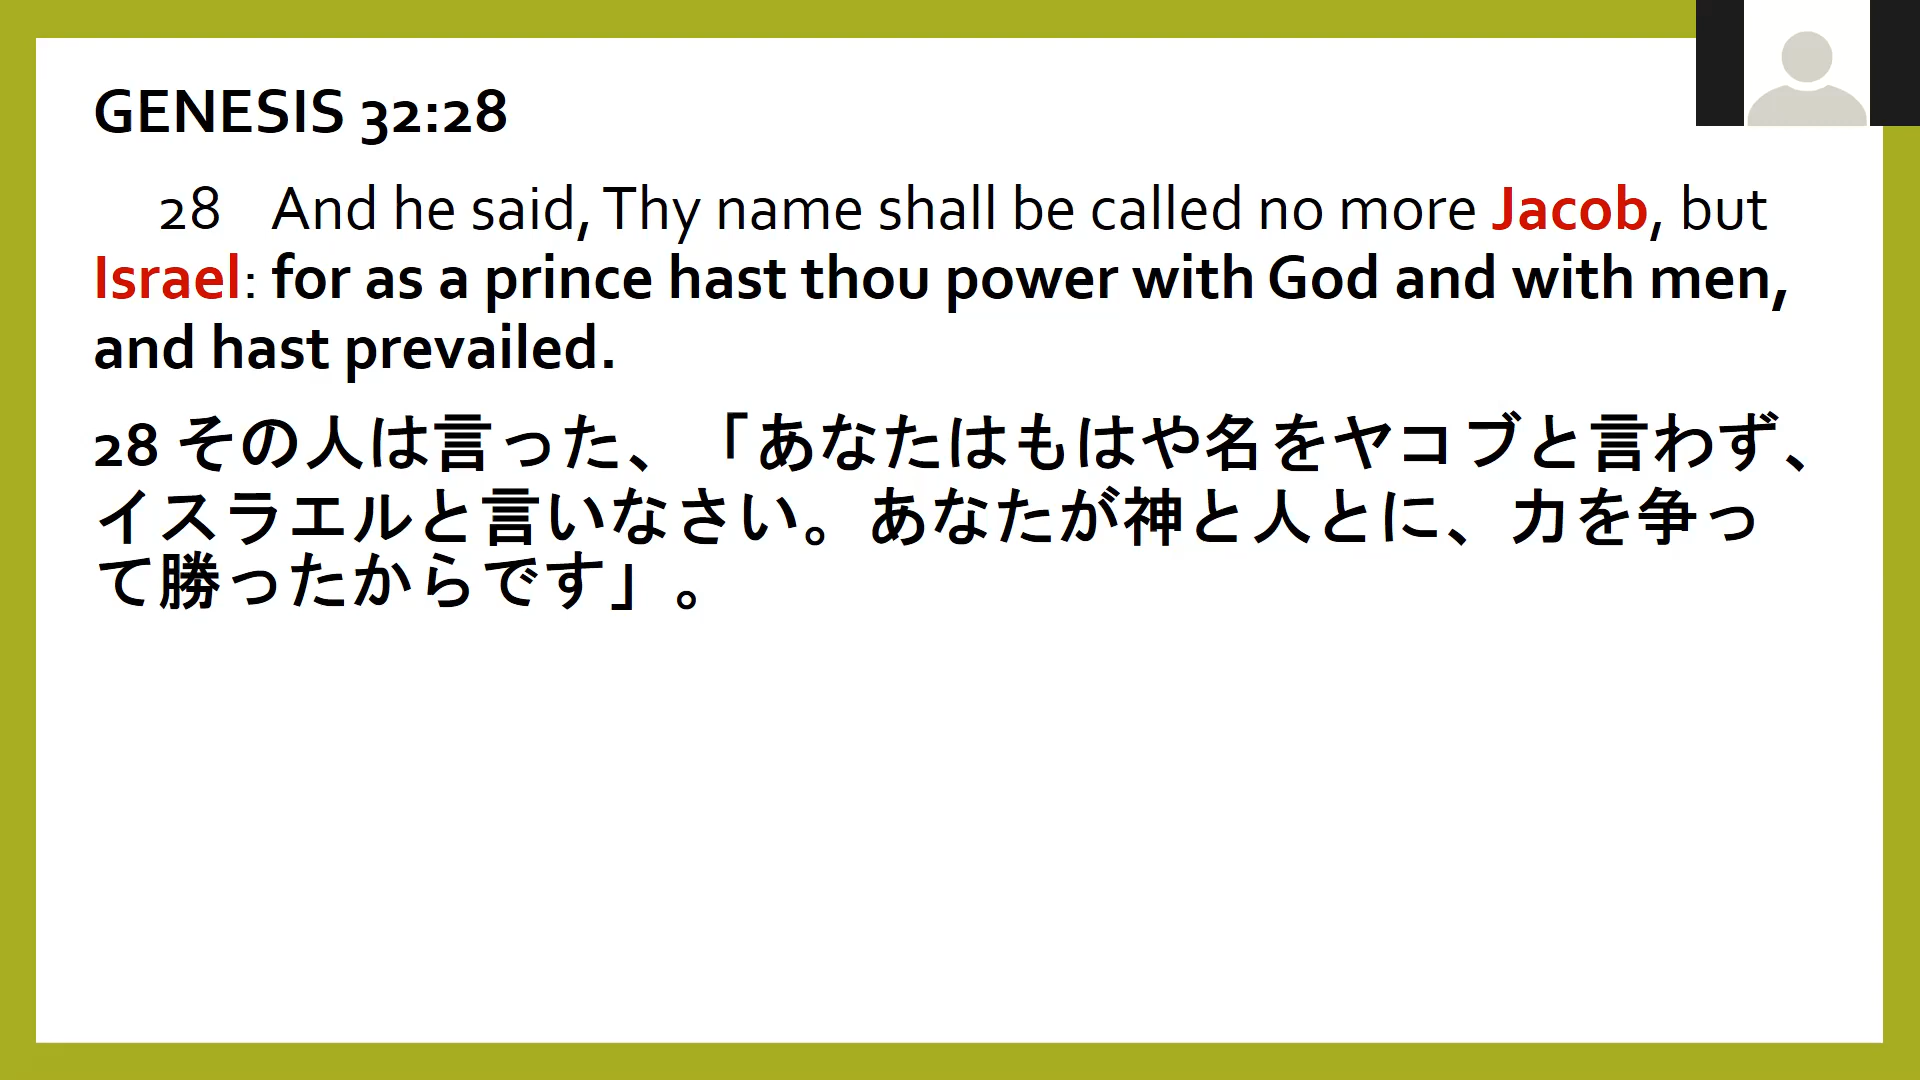 GENESIS 32:28
28 And he said, Thy name shall be called no more Jacob, but
Israel: for as a prince hast thou power with God and with men,
and hast prevailed.
28 その人は言った、「あなたはもはや名をヤコブと言わず、
イスラエルと言いなさい。あなたが神と人とに、力を争っ
て勝ったからです」。